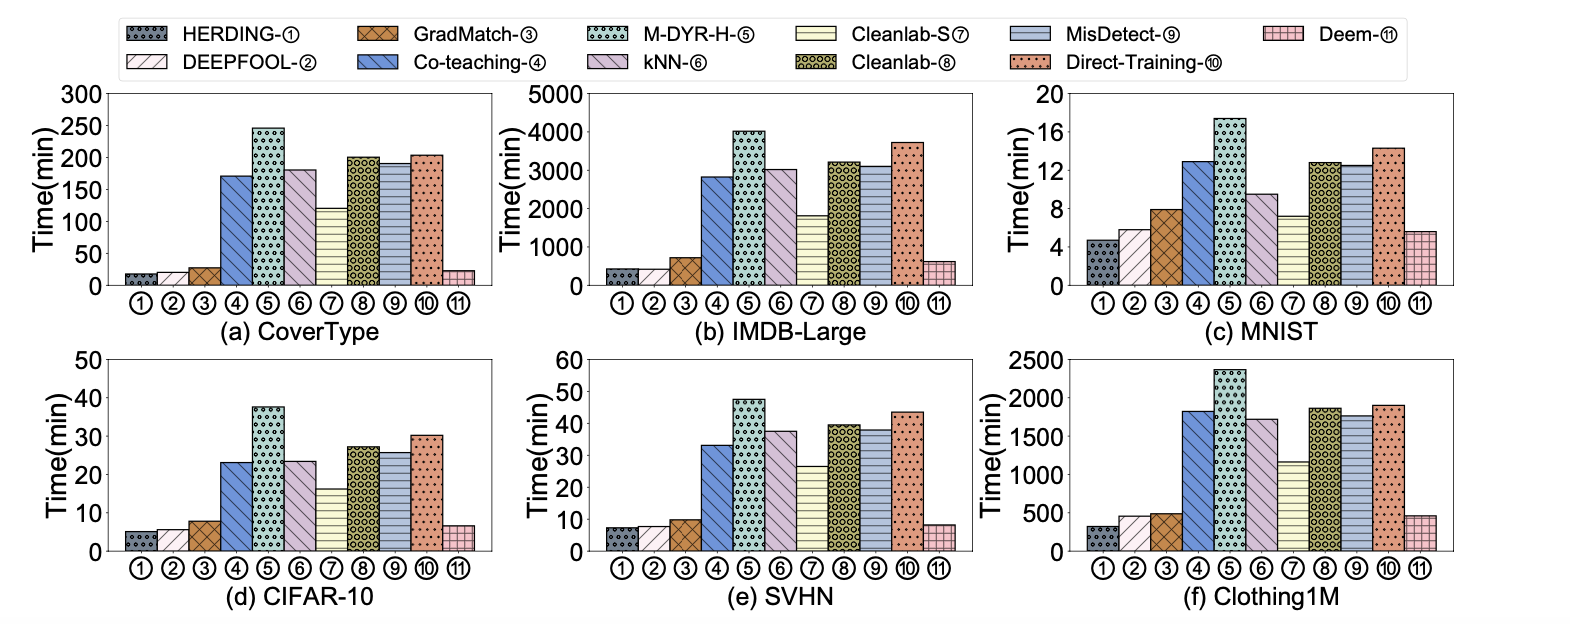 HERDING-① GradMatch-③ M-DYR-H-⑤ Cleanlab-S⑦ MisDetect-⑨ Deem-⑪
DEEPFOOL-② Co-teaching-④ kNN-⑥ Cleanlab-⑧ Direct-Training-⑩
Time(min)
300
250
200
150
100
50
0
① ② ③ ④ ⑤ ⑥ ⑦ ⑧ ⑨ ⑩ ⑪
(a) CoverType
Time(min)
5000
4000
3000
2000
1000
0
① ② ③ ④ ⑤ ⑥ ⑦ ⑧ ⑨ ⑩ ⑪
(b) IMDB-Large
Time(min)
20
16
12
8
4
0
① ② ③ ④ ⑤ ⑥ ⑦ ⑧ ⑨ ⑩ ⑪
(c) MNIST
Time(min)
50
40
30
20
10
0
① ② ③ ④ ⑤ ⑥ ⑦ ⑧ ⑨ ⑩ ⑪
(d) CIFAR-10
Time(min)
60
50
40
30
20
10
0
① ② ③ ④ ⑤ ⑥ ⑦ ⑧ ⑨ ⑩ ⑪
(e) SVHN
Time(min)
2500
2000
1500
1000
500
0
① ② ③ ④ ⑤ ⑥ ⑦ ⑧ ⑨ ⑩ ⑪
(f) Clothing1M